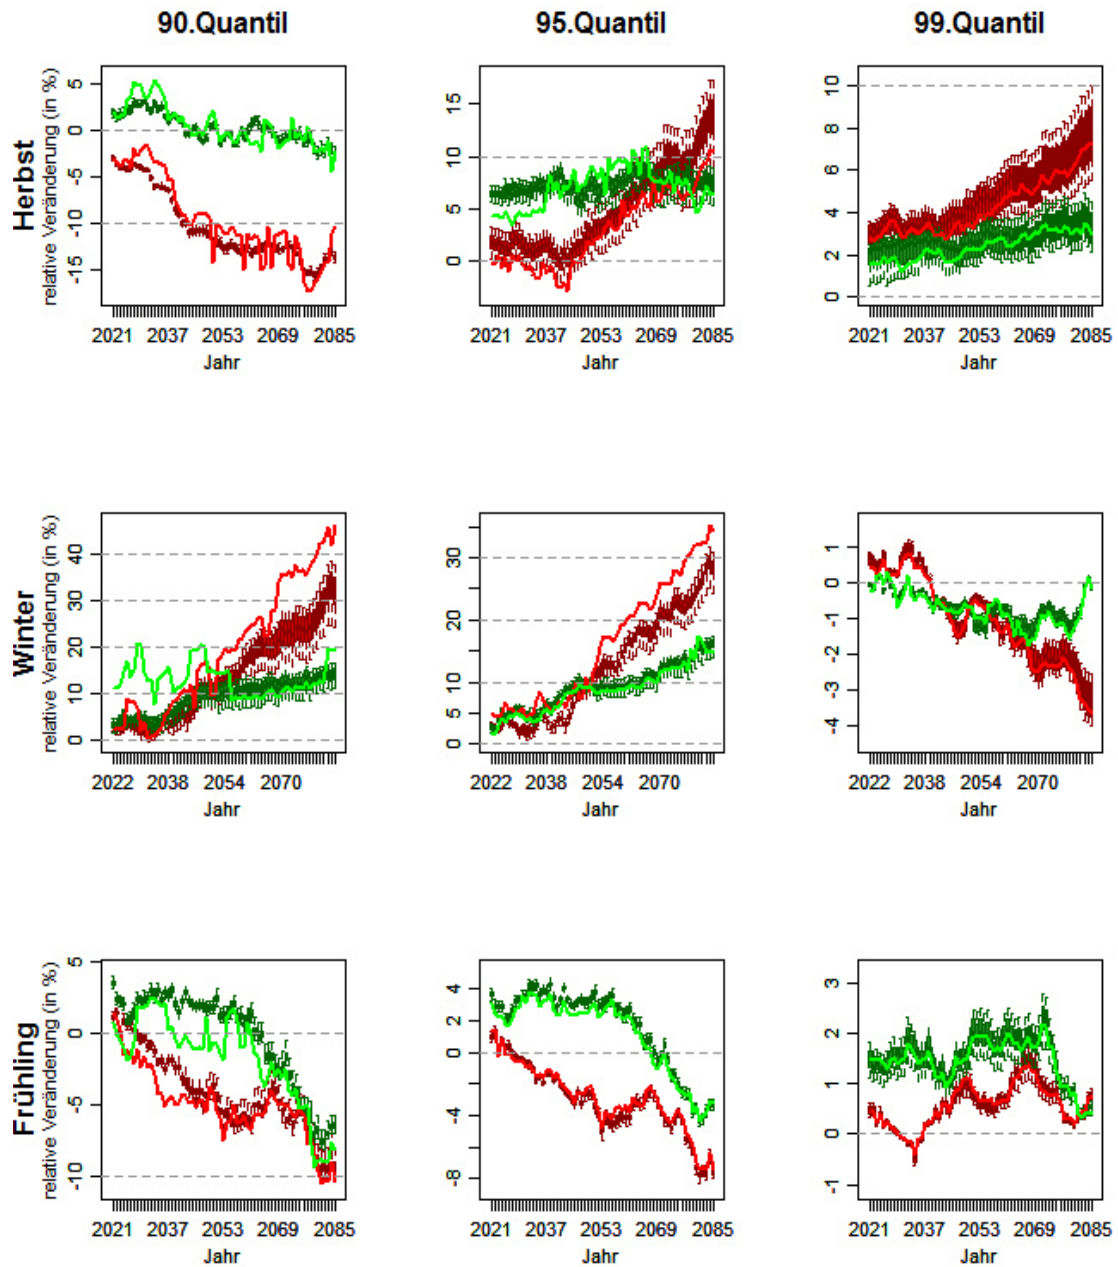 90.Quantil 95.Quantil 99.Quantil
Herbst
relative Veränderung (in %)
5
0
-5
-10
-15
2021 2037 2053 2069 2085
Jahr
15
10
5
0
2021 2037 2053 2069 2085
Jahr
10
8
6
4
2
0
2021 2037 2053 2069 2085
Jahr
Winter
relative Veränderung (in %)
40
30
20
10
0
2022 2038 2054 2070
Jahr
30
20
10
5
0
2022 2038 2054 2070
Jahr
1
0
-1
-2
-3
-4
2022 2038 2054 2070
Jahr
Frühling
relative Veränderung (in %)
5
0
-5
-10
2021 2037 2053 2069 2085
Jahr
4
2
0
-4
-8
2021 2037 2053 2069 2085
Jahr
3
2
1
0
-1
2021 2037 2053 2069 2085
Jahr